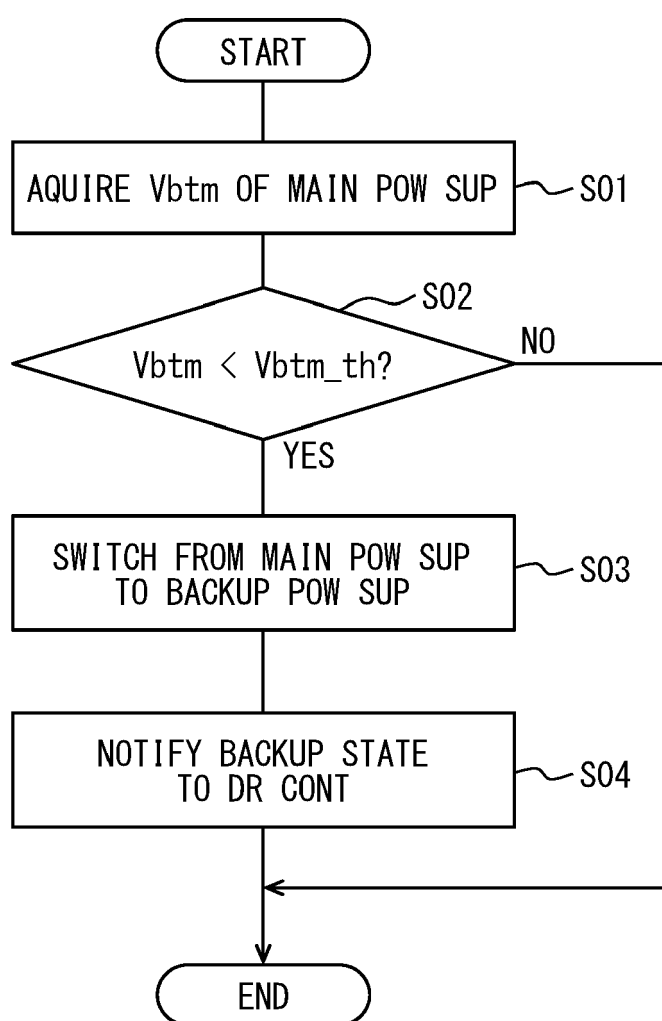 START
AQUIRE Vbtm OF MAIN POW SUP
S01
S02
Vbtm < Vbtm_th?
NO
YES
SWITCH FROM MAIN POW SUP
TO BACKUP POW SUP
S03
NOTIFY BACKUP STATE
TO DR CONT
S04
END